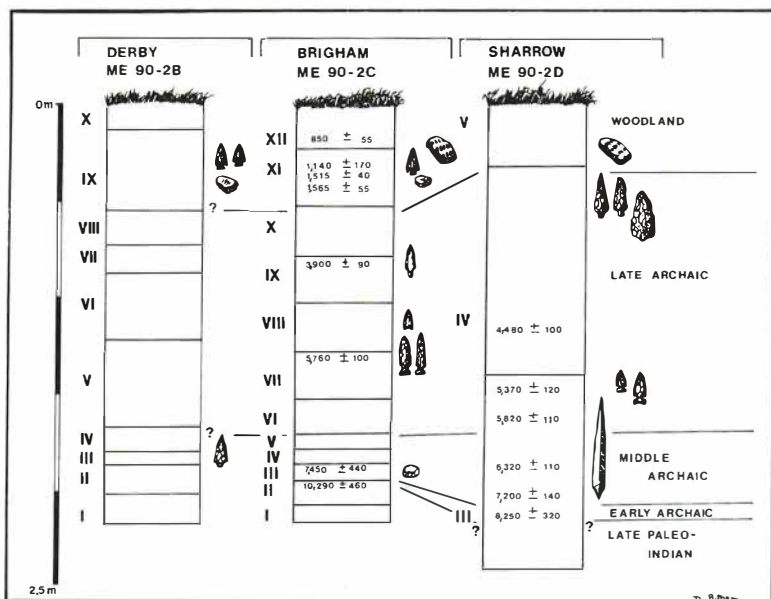 DERBY
ME 90-2B
BRIGHAM
ME 90-2C
SHARROW
ME 90-2D
0m
2,5m
X
IX
VIII
VII
VI
V
IV
III
II
I
?
?
XII
XI
X
IX
VIII
VII
VI
V
IV
III
II
I
850 ± 55
1,140 ± 170
1,515 ± 40
1,565 ± 55
3,900 ± 90
5,760 ± 100
7,450 ± 440
10,290 ± 460
V
IV
III
?
?
4,480 ± 100
5,370 ± 120
5,820 ± 110
6,320 ± 110
7,200 ± 140
8,250 ± 320
WOODLAND
LATE ARCHAIC
MIDDLE
ARCHAIC
EARLY ARCHAIC
LATE PALEO-
INDIAN